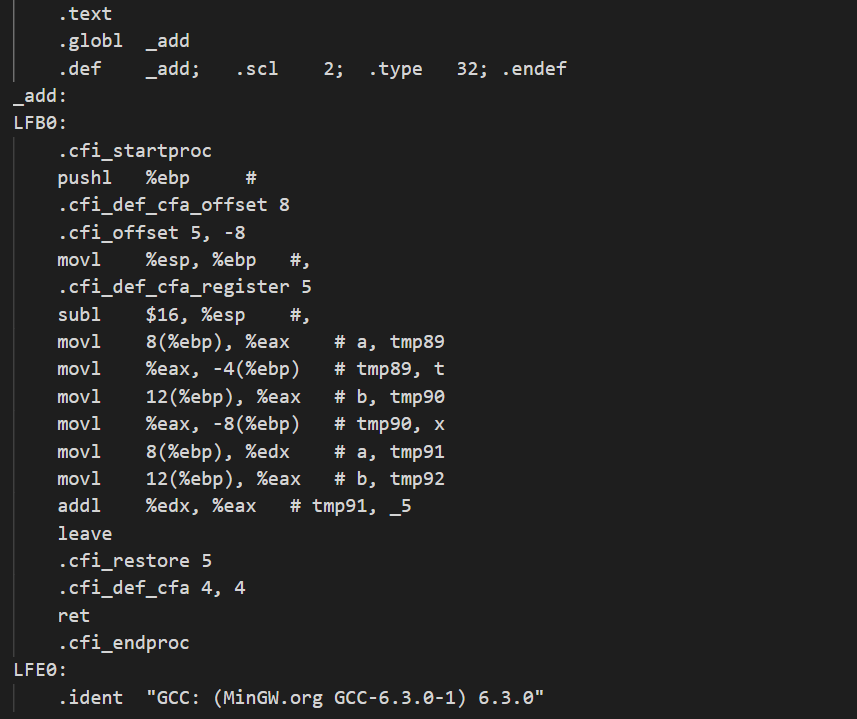 .text
.globl _add
.def _add; .scl 2; .type 32; .endef
_add:
LFB0:
.cfi_startproc
pushl %ebp #
.cfi_def_cfa_offset 8
.cfi_offset 5, -8
movl %esp, %ebp #,
.cfi_def_cfa_register 5
subl $16, %esp #,
movl 8(%ebp), %eax # a, tmp89
movl %eax, -4(%ebp) # tmp89, t
movl 12(%ebp), %eax # b, tmp90
movl %eax, -8(%ebp) # tmp90, x
movl 8(%ebp), %edx # a, tmp91
movl 12(%ebp), %eax # b, tmp92
addl %edx, %eax # tmp91, _5
leave
.cfi_restore 5
.cfi_def_cfa 4, 4
ret
.cfi_endproc
LFE0:
.ident "GCC: (MinGW.org GCC-6.3.0-1) 6.3.0"